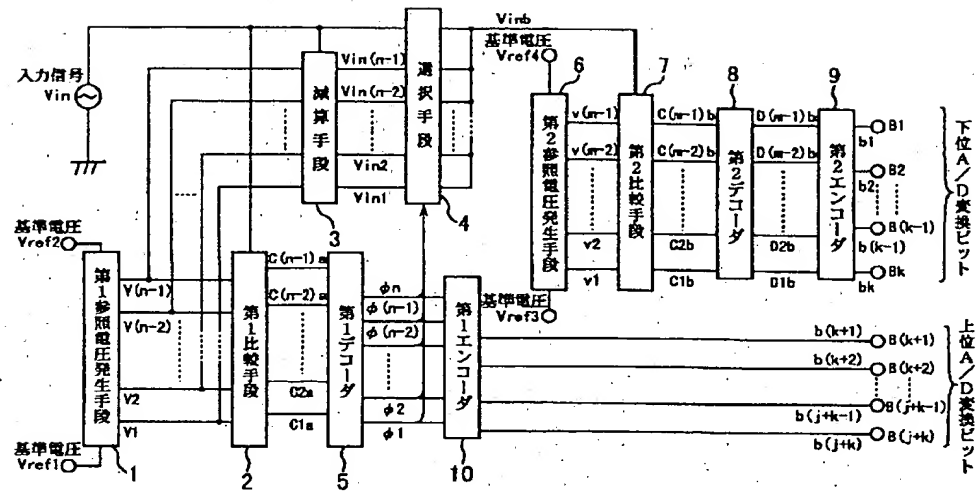 入力信号
Vin
基準電圧
Vref2
第1参照電圧発生手段
V(n-1)
V(n-2)
V2
V1
基準電圧
Vref1
1
第1比較手段
2
C(n-1)a
C(n-2)a
C2a
C1a
第1デコーダ
5
減算手段
3
Vin(n-1)
Vin(n-2)
Vin2
Vin1
選択手段
4
φn
φ(n-1)
φ(n-2)
φ2
φ1
第1エンコーダ
10
Vinb
基準電圧
Vref4
6
第2参照電圧発生手段
基準電圧
Vref3
v(m-1)
v(m-2)
v2
v1
7
第2比較手段
C(m-1)b
C(m-2)b
C2b
C1b
8
第2デコーダ
D(m-1)b
D(m-2)b
D2b
D1b
9
第2エンコーダ
B1
b1
B2
b2
B(k-1)
b(k-1)
Bk
bk
下位A/D変換ビット
b(k+1)
B(k+1)
b(k+2)
B(k+2)
b(j+k-1)
B(j+k-1)
b(j+k)
B(j+k)
上位A/D変換ビット